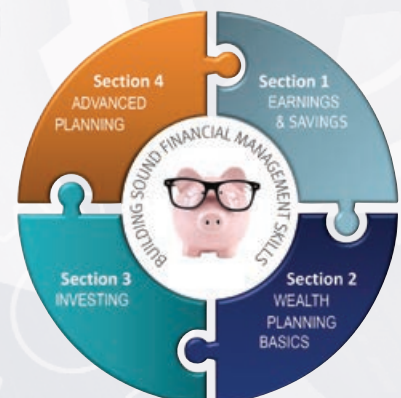 Section 4
ADVANCED
PLANNING
Section 1
EARNINGS
& SAVINGS
BUILDING SOUND FINANCIAL MANAGEMENT SKILLS
Section 3
INVESTING
Section 2
WEALTH
PLANNING
BASICS